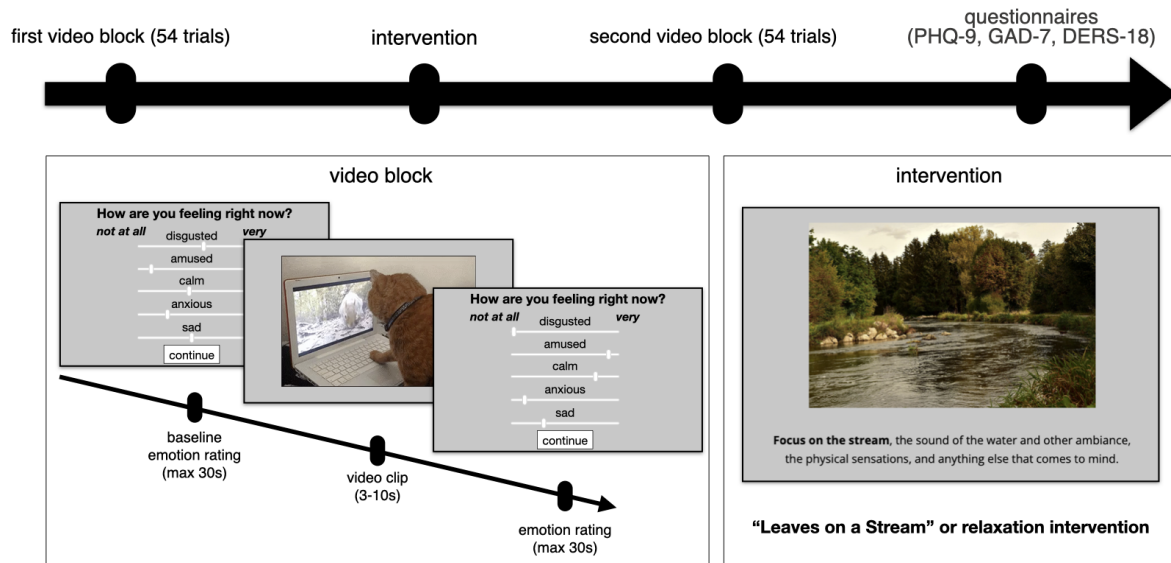 first video block (54 trials)
intervention
second video block (54 trials)
questionnaires
(PHQ-9, GAD-7, DERS-18)
video block
How are you feeling right now?
not at all very
disgusted
amused
calm
anxious
sad
continue
How are you feeling right now?
not at all very
disgusted
amused
calm
anxious
sad
continue
baseline
emotion rating
(max 30s)
video clip
(3-10s)
emotion rating
(max 30s)
intervention
Focus on the stream, the sound of the water and other ambiance,
the physical sensations, and anything else that comes to mind.
“Leaves on a Stream” or relaxation intervention